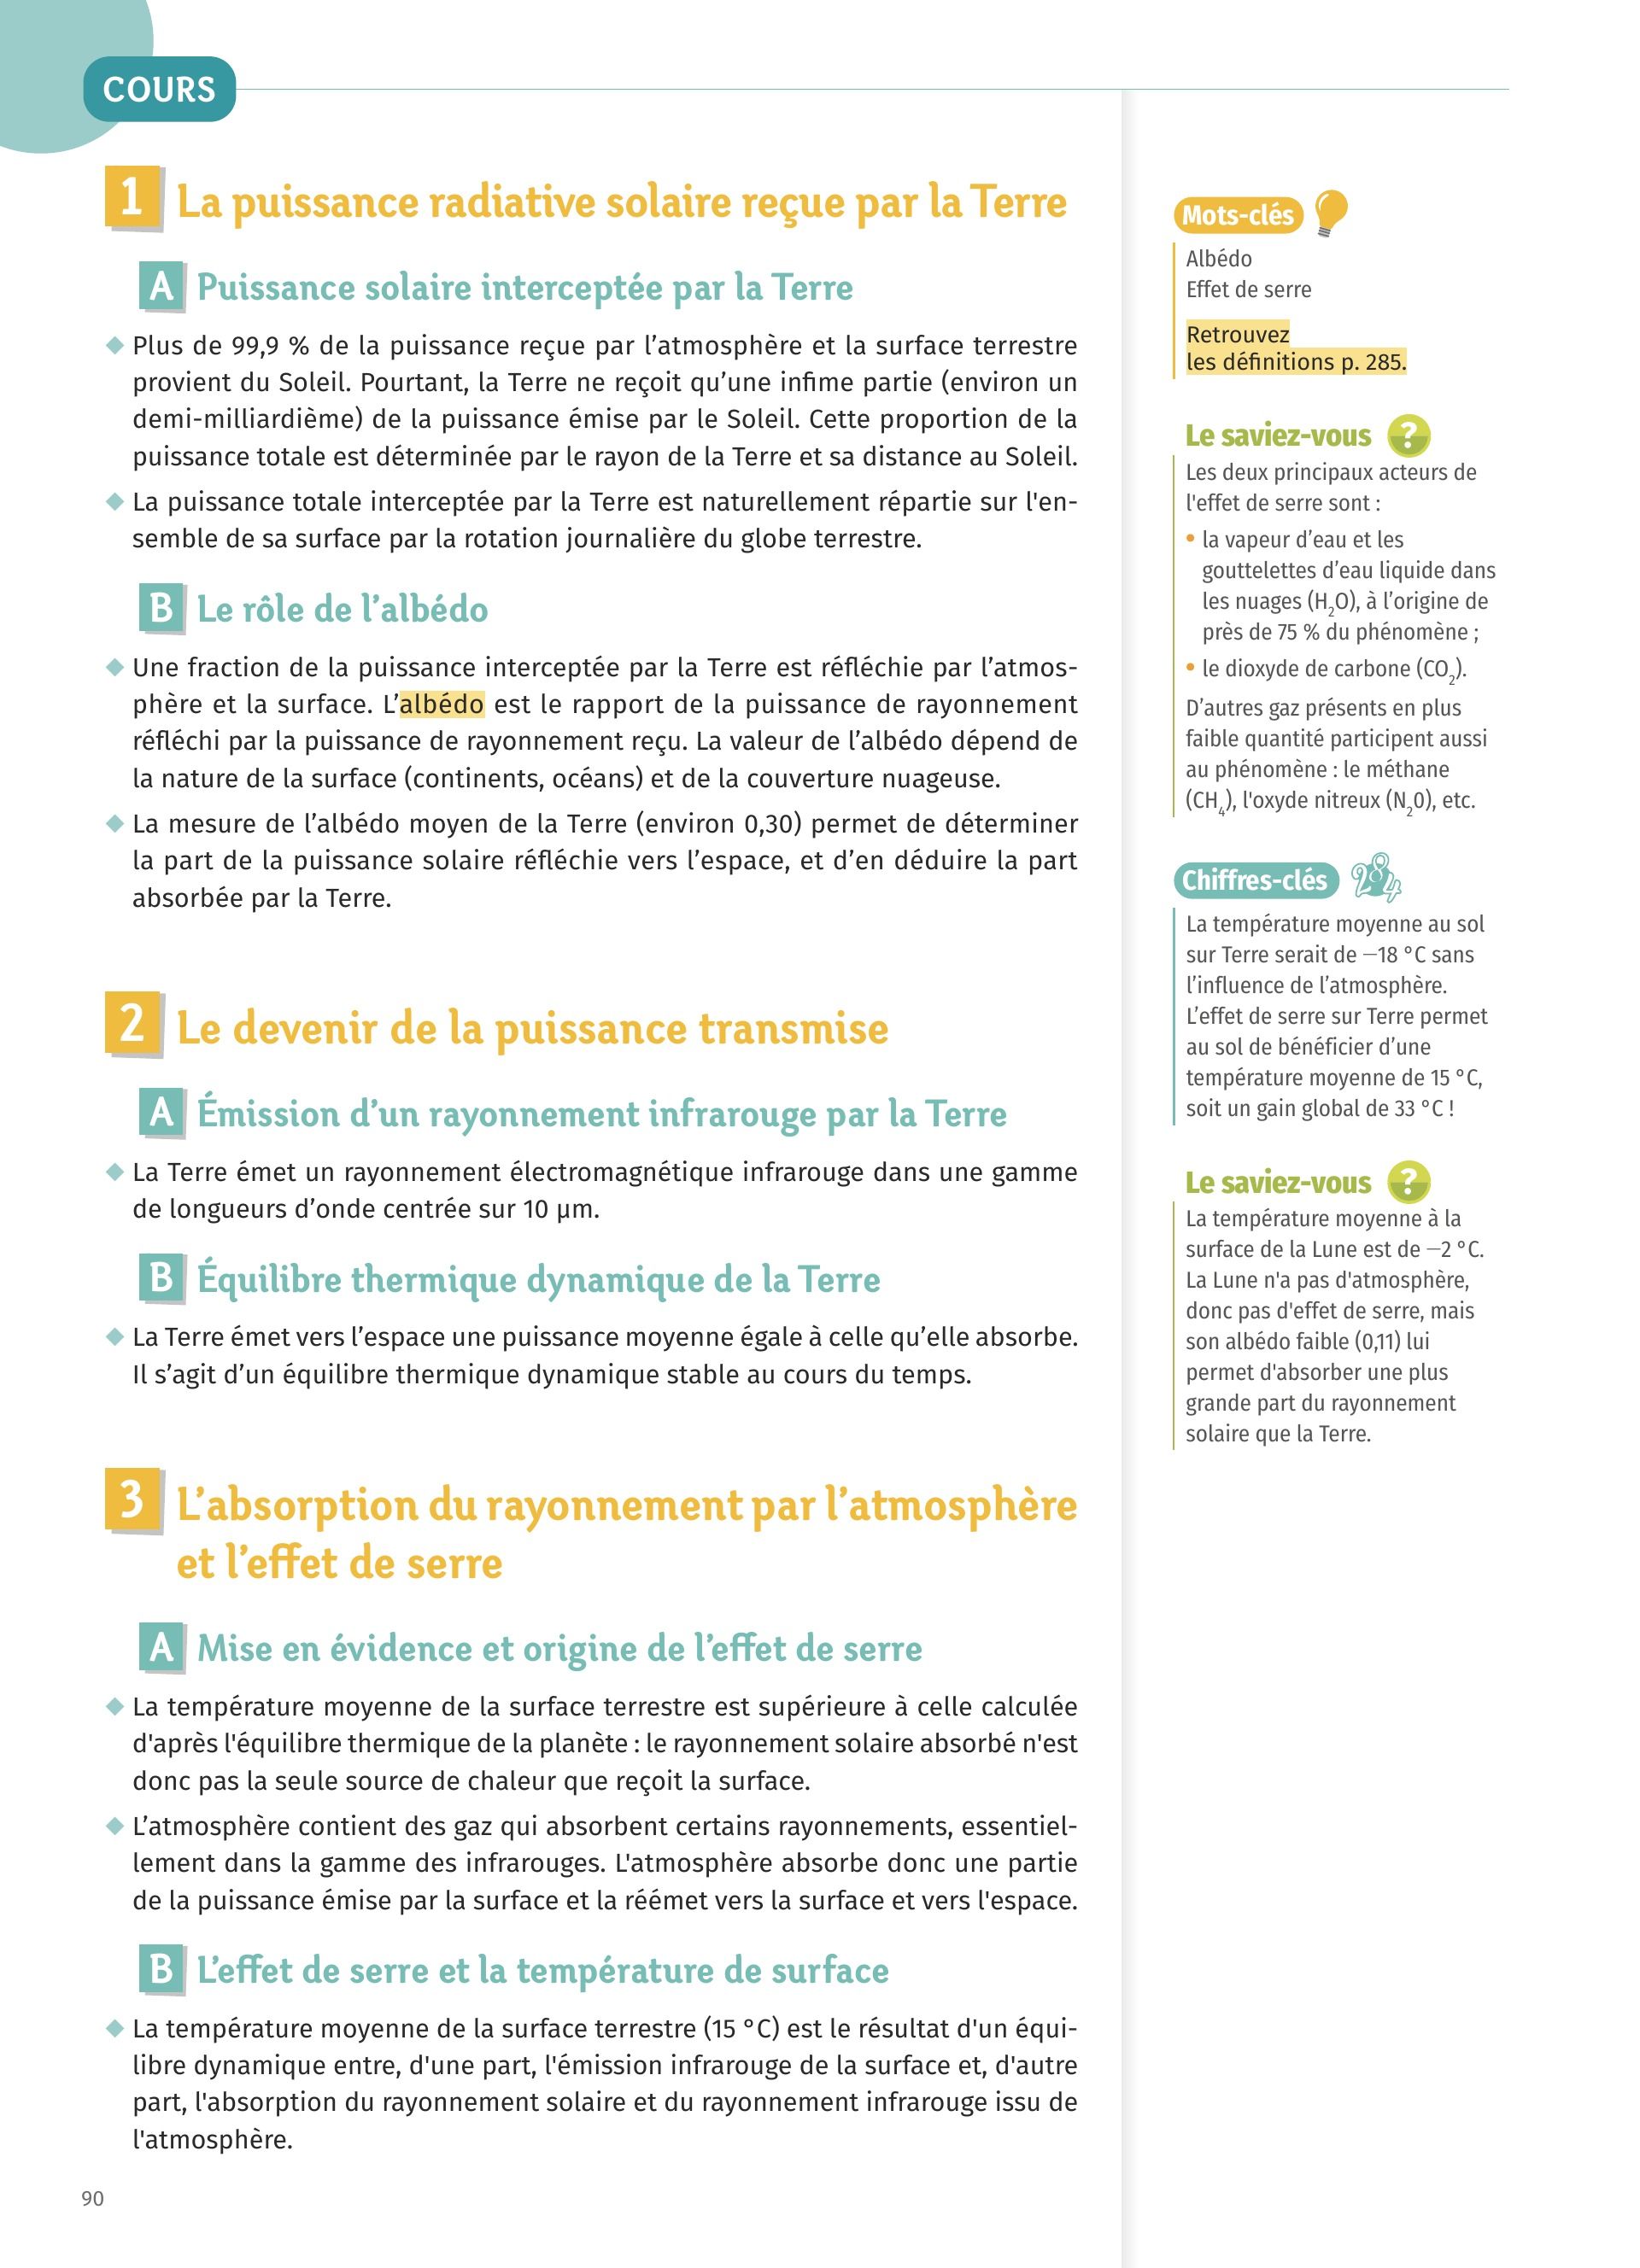 COURS
1 La puissance radiative solaire reçue par la Terre
A Puissance solaire interceptée par la Terre
◆ Plus de 99,9 % de la puissance reçue par l’atmosphère et la surface terrestre
provient du Soleil. Pourtant, la Terre ne reçoit qu’une infime partie (environ un
demi-milliardième) de la puissance émise par le Soleil. Cette proportion de la
puissance totale est déterminée par le rayon de la Terre et sa distance au Soleil.
◆ La puissance totale interceptée par la Terre est naturellement répartie sur l'en-
semble de sa surface par la rotation journalière du globe terrestre.
B Le rôle de l’albédo
◆ Une fraction de la puissance interceptée par la Terre est réfléchie par l’atmos-
phère et la surface. L’albédo est le rapport de la puissance de rayonnement
réfléchi par la puissance de rayonnement reçu. La valeur de l’albédo dépend de
la nature de la surface (continents, océans) et de la couverture nuageuse.
◆ La mesure de l’albédo moyen de la Terre (environ 0,30) permet de déterminer
la part de la puissance solaire réfléchie vers l’espace, et d’en déduire la part
absorbée par la Terre.
2 Le devenir de la puissance transmise
A Émission d’un rayonnement infrarouge par la Terre
◆ La Terre émet un rayonnement électromagnétique infrarouge dans une gamme
de longueurs d’onde centrée sur 10 µm.
B Équilibre thermique dynamique de la Terre
◆ La Terre émet vers l’espace une puissance moyenne égale à celle qu’elle absorbe.
Il s’agit d’un équilibre thermique dynamique stable au cours du temps.
3 L’absorption du rayonnement par l’atmosphère
et l’effet de serre
A Mise en évidence et origine de l’effet de serre
◆ La température moyenne de la surface terrestre est supérieure à celle calculée
d'après l'équilibre thermique de la planète : le rayonnement solaire absorbé n'est
donc pas la seule source de chaleur que reçoit la surface.
◆ L’atmosphère contient des gaz qui absorbent certains rayonnements, essentiel-
lement dans la gamme des infrarouges. L'atmosphère absorbe donc une partie
de la puissance émise par la surface et la réémet vers la surface et vers l'espace.
B L’effet de serre et la température de surface
◆ La température moyenne de la surface terrestre (15 °C) est le résultat d'un équi-
libre dynamique entre, d'une part, l'émission infrarouge de la surface et, d'autre
part, l'absorption du rayonnement solaire et du rayonnement infrarouge issu de
l'atmosphère.
90
Mots-clés
Albédo
Effet de serre
Retrouvez
les définitions p. 285.
Le saviez-vous ?
Les deux principaux acteurs de
l'effet de serre sont :
• la vapeur d’eau et les
gouttelettes d’eau liquide dans
les nuages (H₂O), à l’origine de
près de 75 % du phénomène ;
• le dioxyde de carbone (CO₂).
D’autres gaz présents en plus
faible quantité participent aussi
au phénomène : le méthane
(CH₄), l'oxyde nitreux (N₂0), etc.
Chiffres-clés 284
La température moyenne au sol
sur Terre serait de −18 °C sans
l’influence de l’atmosphère.
L’effet de serre sur Terre permet
au sol de bénéficier d’une
température moyenne de 15 °C,
soit un gain global de 33 °C !
Le saviez-vous ?
La température moyenne à la
surface de la Lune est de −2 °C.
La Lune n'a pas d'atmosphère,
donc pas d'effet de serre, mais
son albédo faible (0,11) lui
permet d'absorber une plus
grande part du rayonnement
solaire que la Terre.